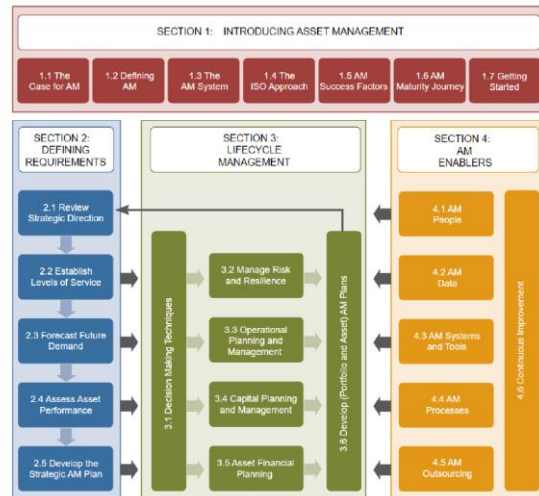 SECTION 1: INTRODUCING ASSET MANAGEMENT
1.1 The
Case for AM
1.2 Defining
AM
1.3 The
AM System
1.4 The
ISO Approach
1.5 AM
Success Factors
1.6 AM
Maturity Journey
1.7 Getting
Started
SECTION 2:
DEFINING
REQUIREMENTS
2.1 Review
Strategic Direction
2.2 Establish
Levels of Service
2.3 Forecast Future
Demand
2.4 Assess Asset
Performance
2.5 Develop the
Strategic AM Plan
SECTION 3:
LIFECYCLE
MANAGEMENT
3.1 Decision Making Techniques
3.2 Manage Risk
and Resilience
3.3 Operational
Planning and
Management
3.4 Capital Planning
and Management
3.5 Asset Financial
Planning
3.6 Develop (Portfolio and Asset) AM Plans
SECTION 4:
AM
ENABLERS
4.1 AM
People
4.2 AM
Data
4.3 AM Systems
and Tools
4.4 AM
Processes
4.5 AM
Outsourcing
4.6 Continuous Improvement